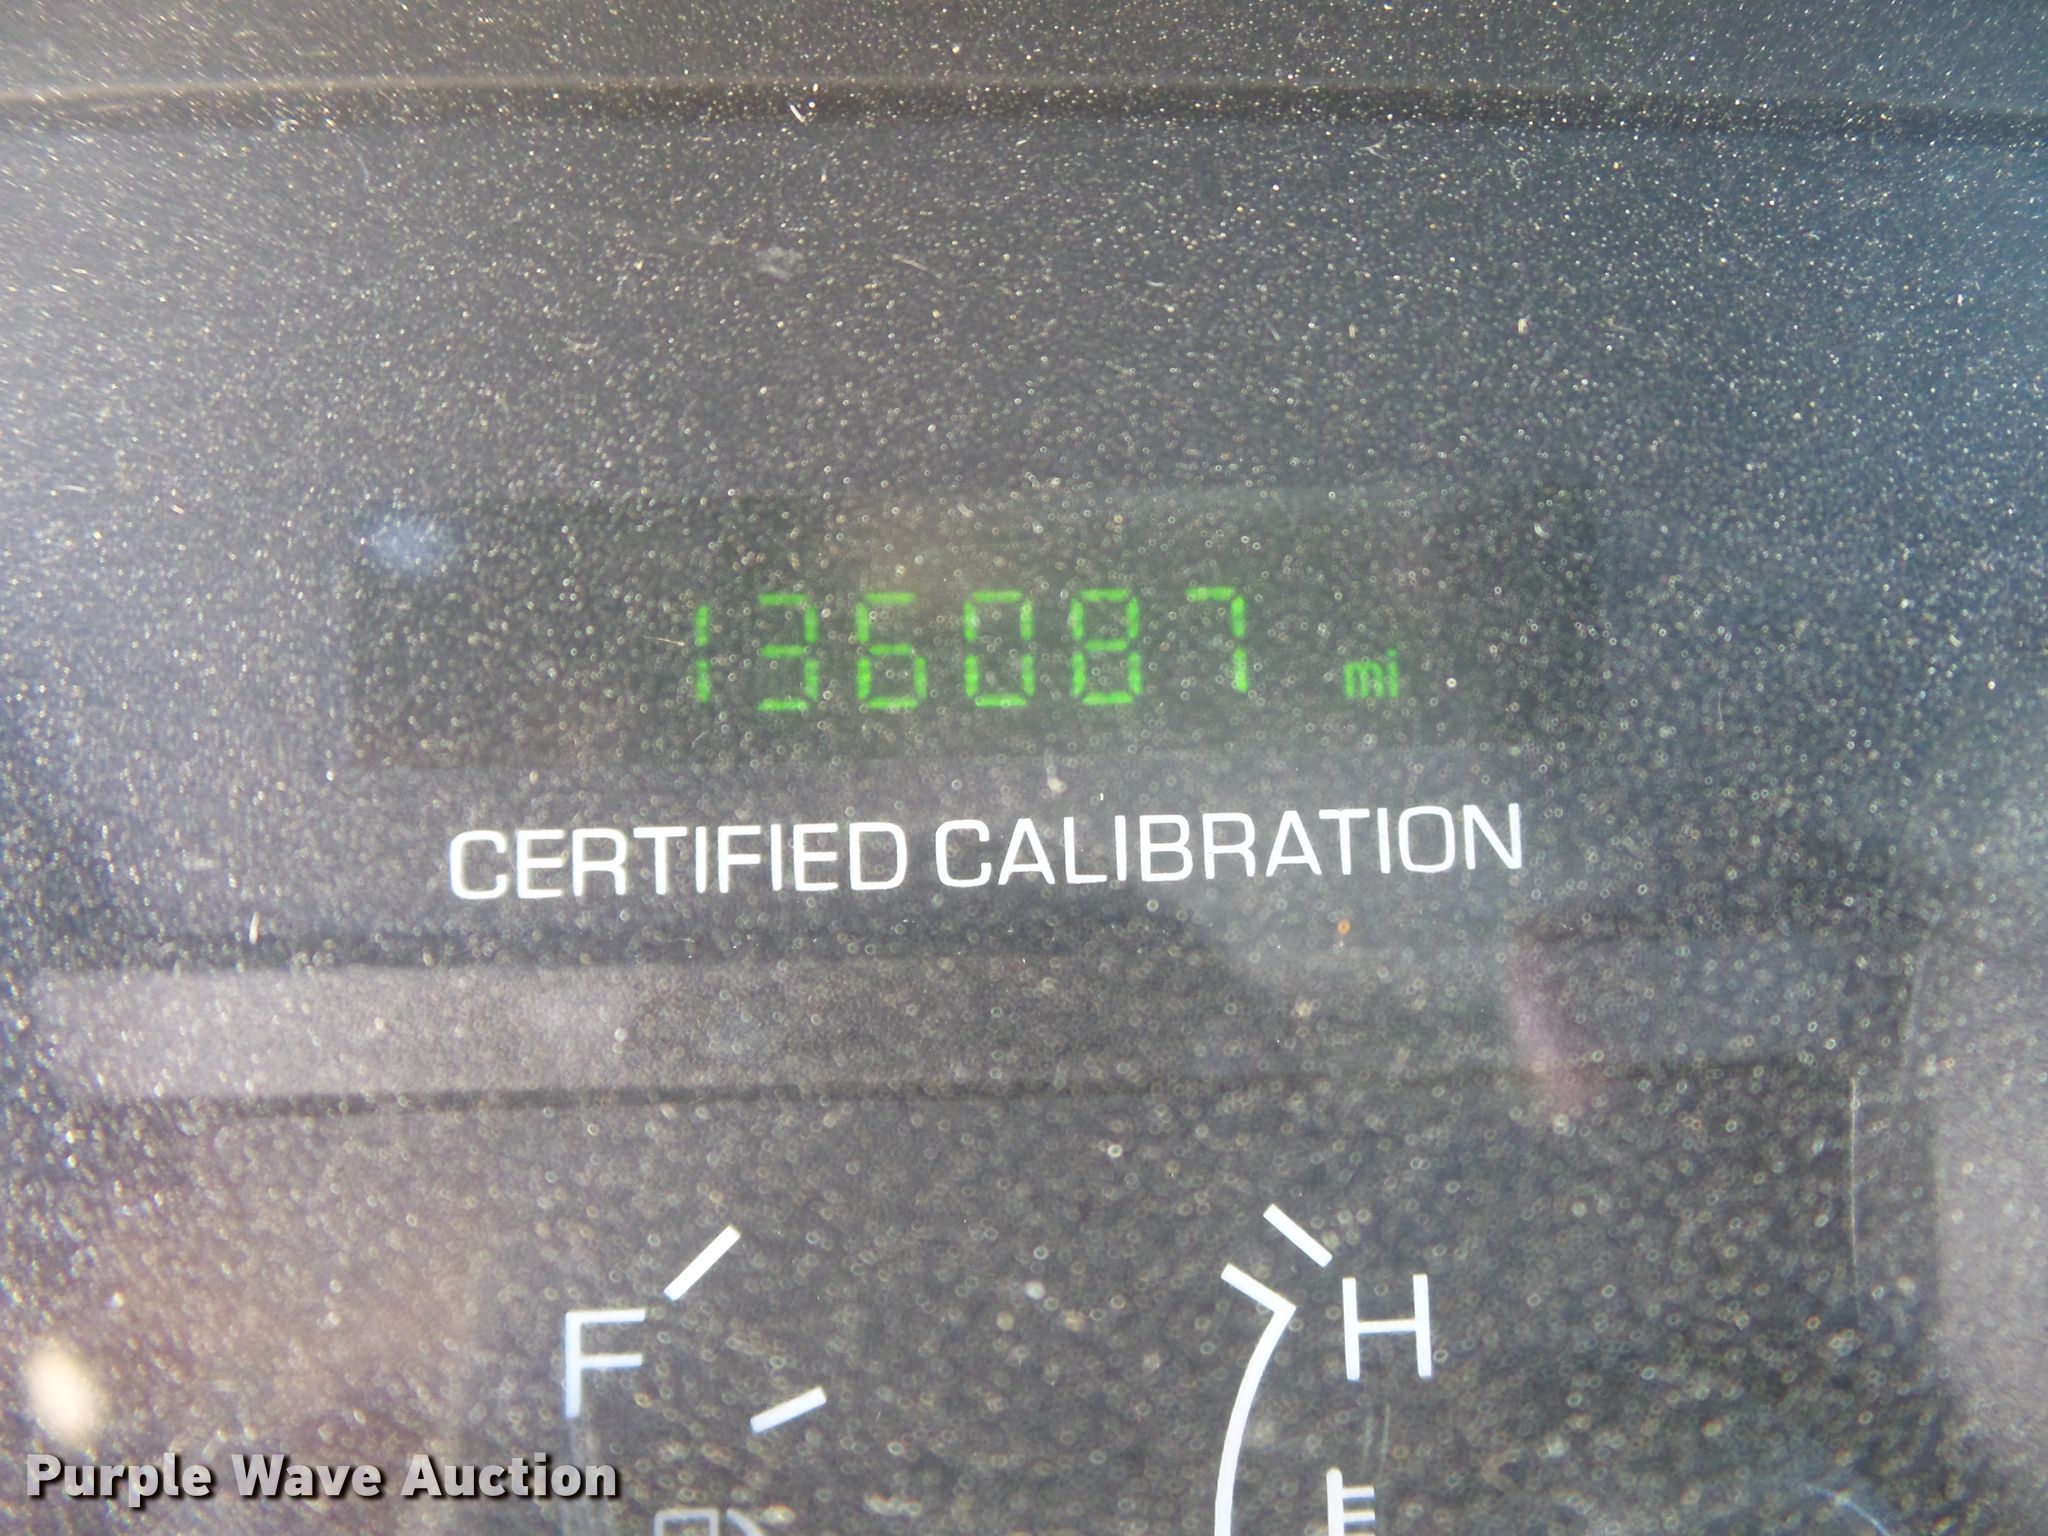 136087 mi
CERTIFIED CALIBRATION
F
H
Purple Wave Auction